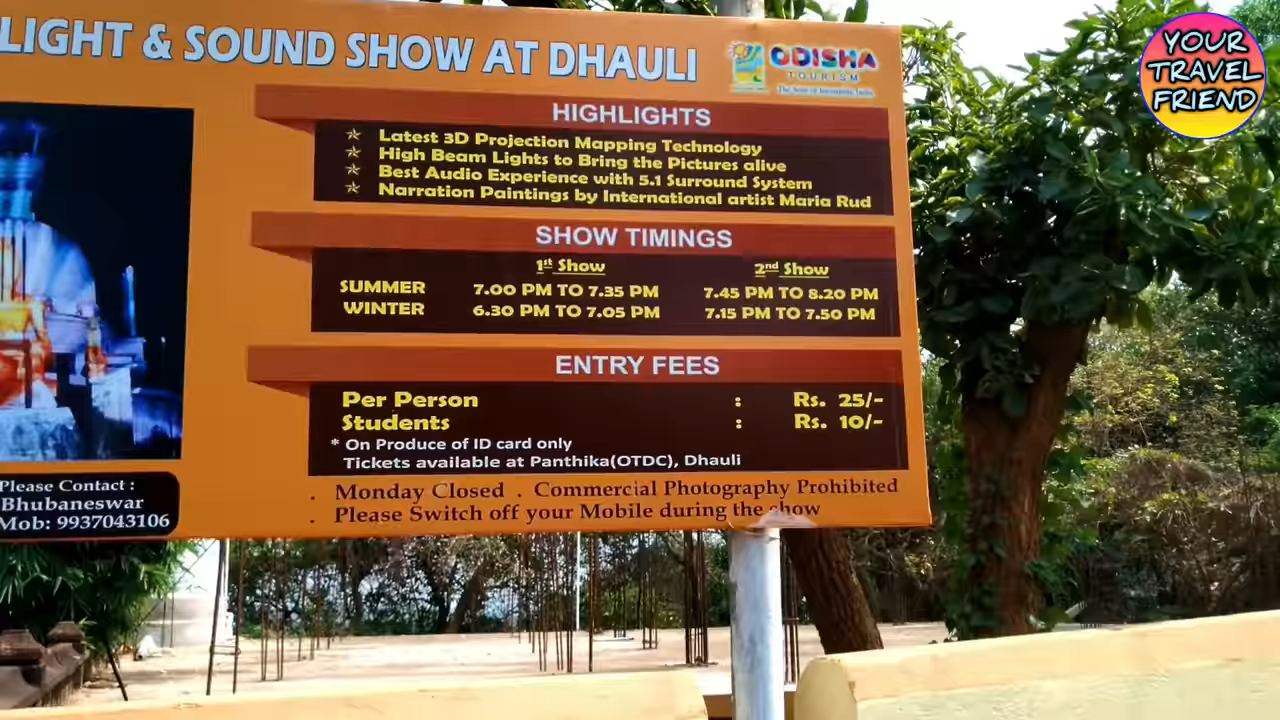 LIGHT & SOUND SHOW AT DHAULI
ODISHA
TOURISM
The Soul of Incredible India
YOUR
TRAVEL
FRIEND
HIGHLIGHTS
Latest 3D Projection Mapping Technology
High Beam Lights to Bring the Pictures alive
Best Audio Experience with 5.1 Surround System
Narration Paintings by International artist Maria Rud
SHOW TIMINGS
1st Show 2nd Show
SUMMER 7.00 PM TO 7.35 PM 7.45 PM TO 8.20 PM
WINTER 6.30 PM TO 7.05 PM 7.15 PM TO 7.50 PM
ENTRY FEES
Per Person : Rs. 25/-
Students : Rs. 10/-
* On Produce of ID card only
Tickets available at Panthika(OTDC), Dhauli
. Monday Closed . Commercial Photography Prohibited
. Please Switch off your Mobile during the show
Please Contact :
Bhubaneswar
Mob: 9937043106